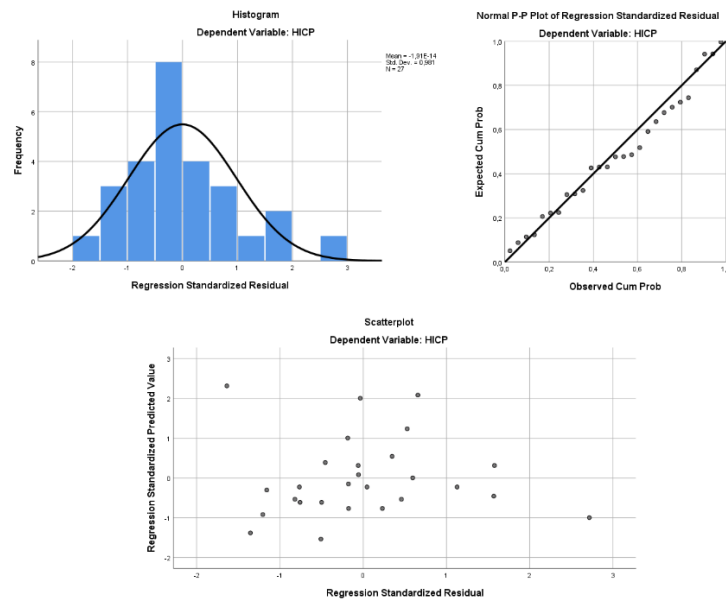 Histogram
Dependent Variable: HICP
Mean = -1,91E-14
Std. Dev. = 0,981
N = 27
8
6
4
2
0
Frequency
-2
-1
0
1
2
3
Regression Standardized Residual
Normal P-P Plot of Regression Standardized Residual
Dependent Variable: HICP
1,0
0,8
0,6
0,4
0,2
0,0
Expected Cum Prob
0,0
0,2
0,4
0,6
0,8
1,0
Observed Cum Prob
Scatterplot
Dependent Variable: HICP
3
2
1
0
-1
-2
Regression Standardized Predicted Value
-2
-1
0
1
2
3
Regression Standardized Residual